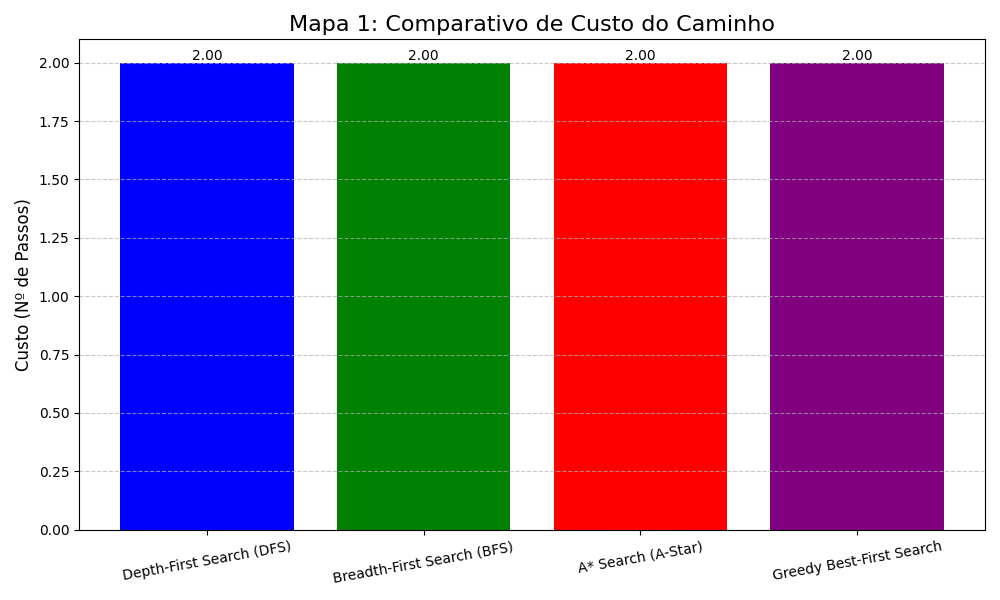 Mapa 1: Comparativo de Custo do Caminho
2.00 2.00 2.00 2.00
Custo (Nº de Passos)
2.00
1.75
1.50
1.25
1.00
0.75
0.50
0.25
0.00
Depth-First Search (DFS)
Breadth-First Search (BFS)
A* Search (A-Star)
Greedy Best-First Search